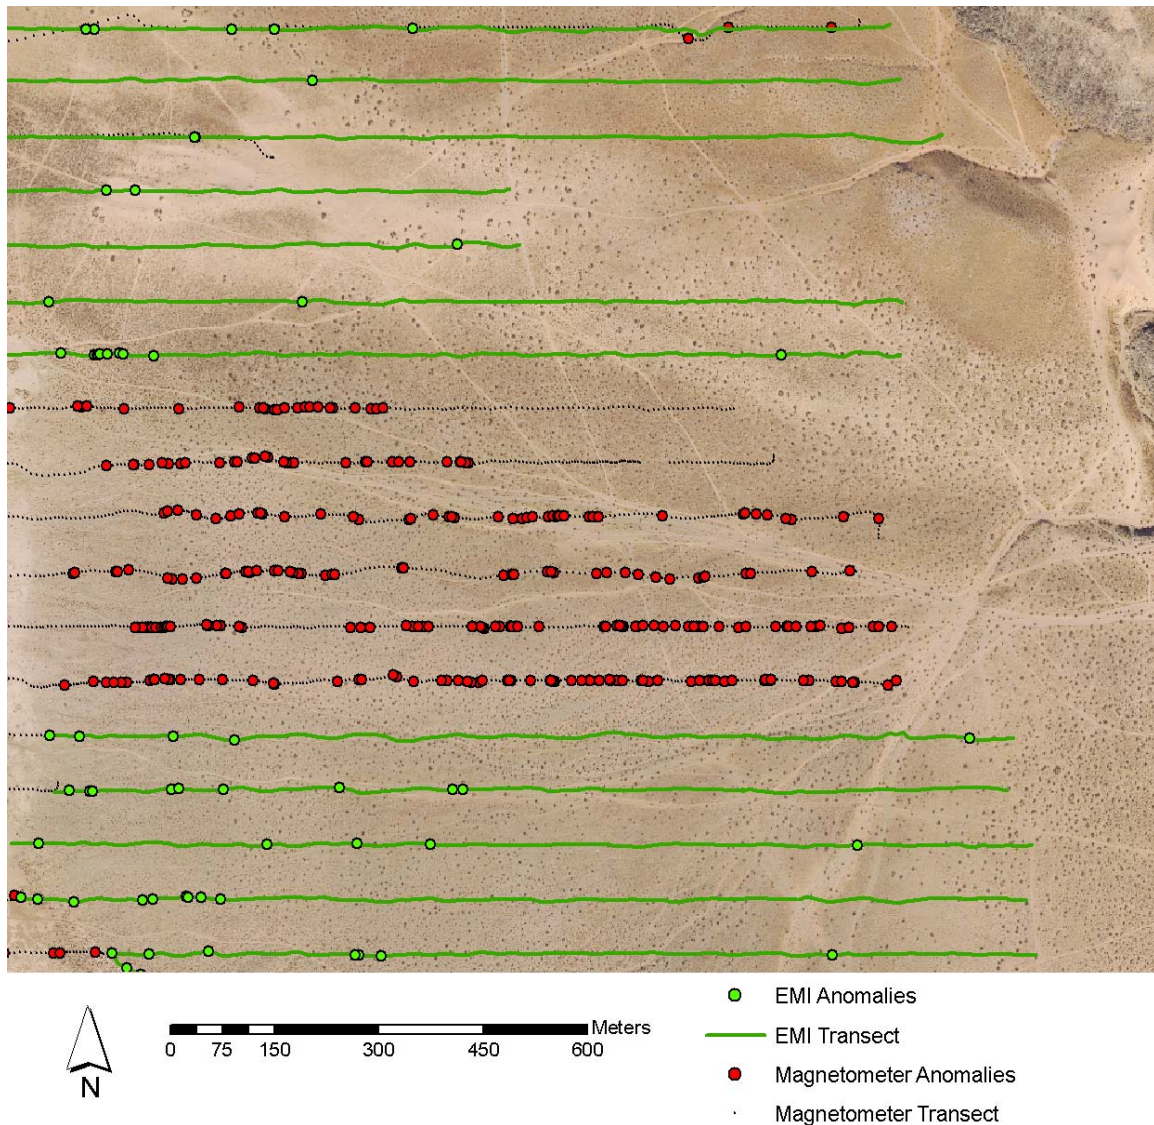 EMI Anomalies
EMI Transect
Magnetometer Anomalies
Magnetometer Transect
Meters
0 75 150 300 450 600
N